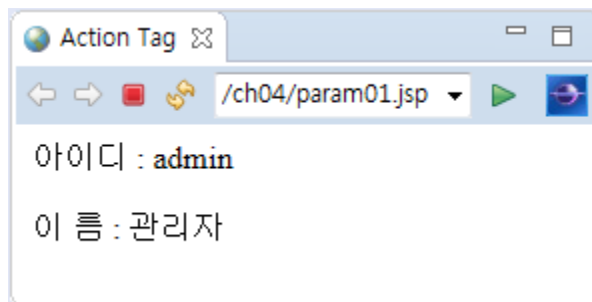 Action Tag
/ch04/param01.jsp
아이디 : admin
이 름 : 관리자